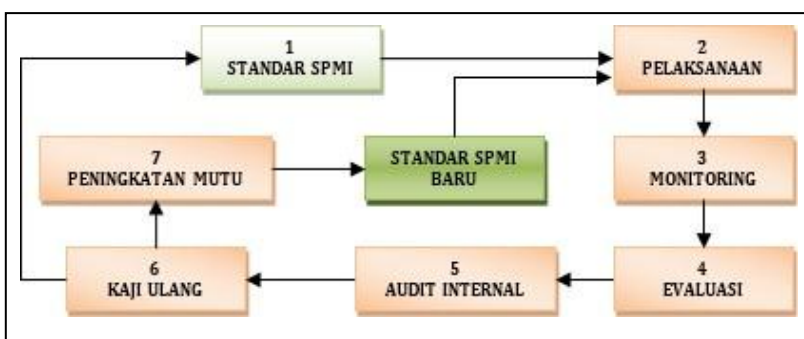 1
STANDAR SPMI
2
PELAKSANAAN
7
PENINGKATAN MUTU
STANDAR SPMI
BARU
3
MONITORING
6
KAJI ULANG
5
AUDIT INTERNAL
4
EVALUASI